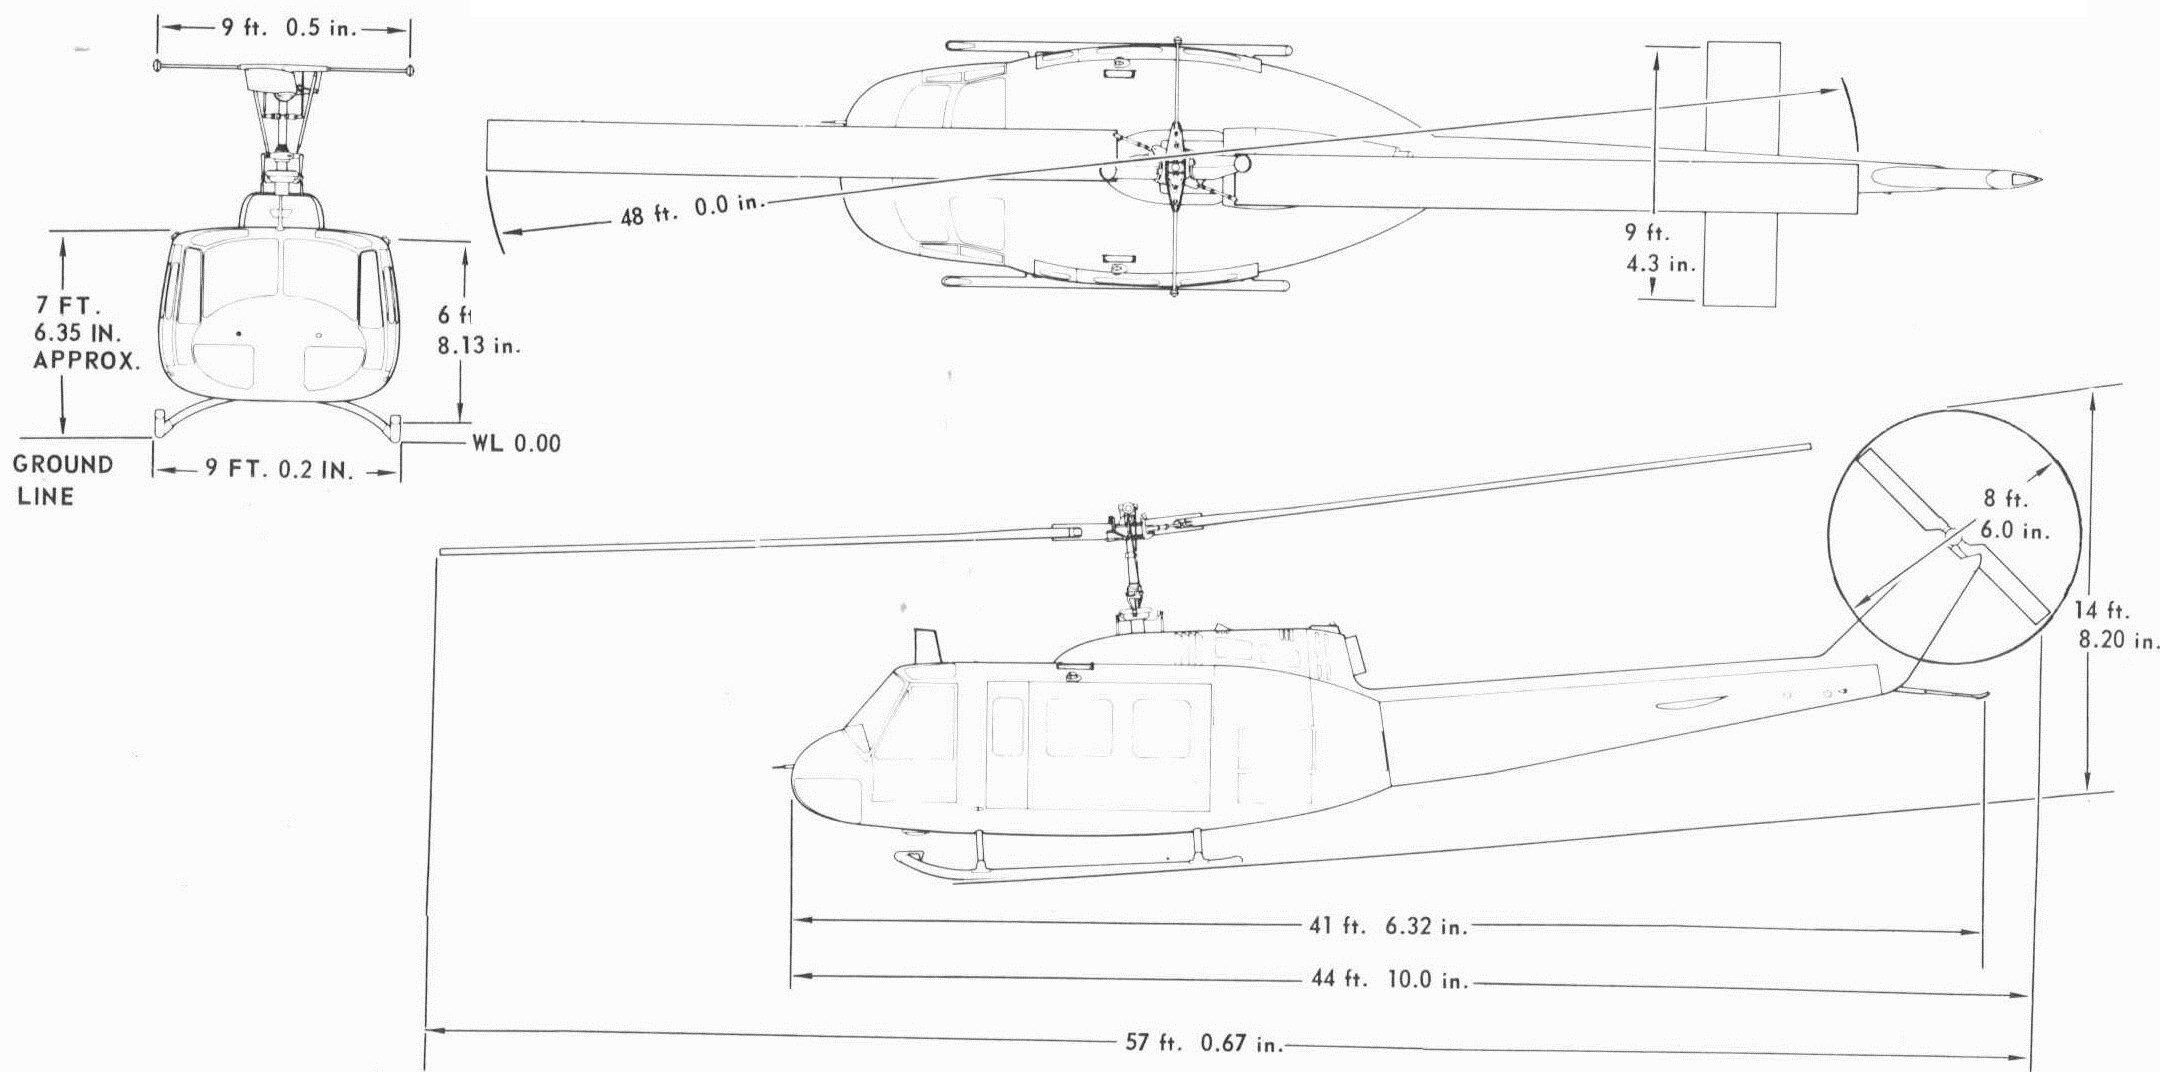 9 ft. 0.5 in.
48 ft. 0.0 in.
9 ft.
4.3 in.
7 FT.
6.35 IN.
APPROX.
6 ft
8.13 in.
WL 0.00
GROUND
LINE
9 FT. 0.2 IN.
8 ft.
6.0 in.
14 ft.
8.20 in.
41 ft. 6.32 in.
44 ft. 10.0 in.
57 ft. 0.67 in.